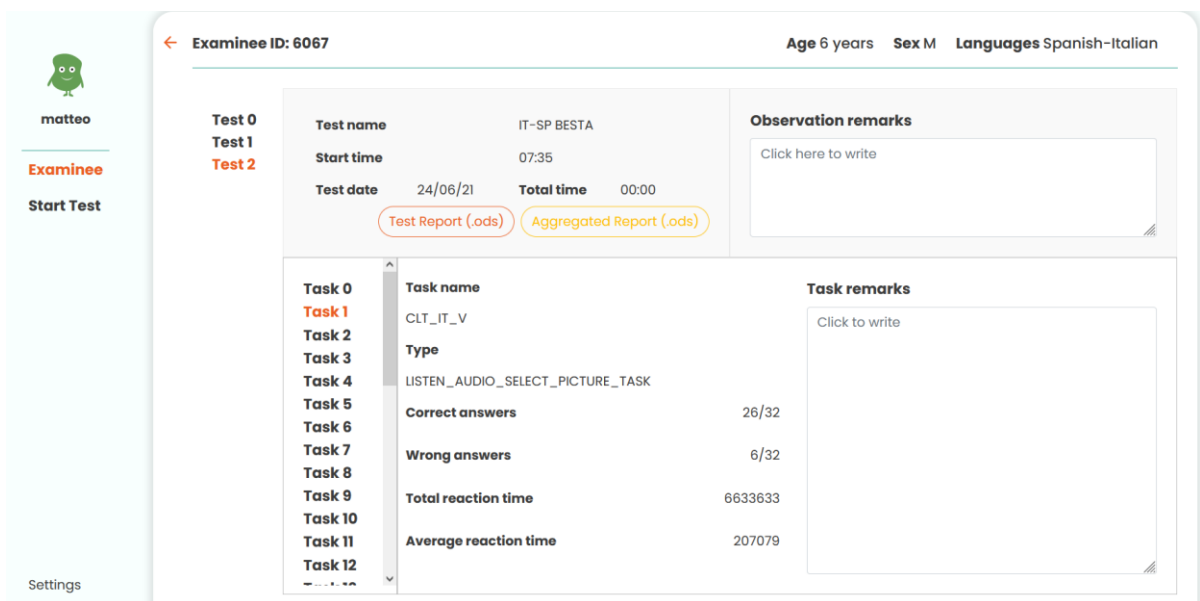 ← Examinee ID: 6067 Age 6 years Sex M Languages Spanish-Italian
matteo
Examinee
Start Test
Settings
Test 0
Test 1
Test 2
Test name IT-SP BESTA
Start time 07:35
Test date 24/06/21 Total time 00:00
Test Report (.ods) Aggregated Report (.ods)
Observation remarks
Click here to write
Task 0
Task 1
Task 2
Task 3
Task 4
Task 5
Task 6
Task 7
Task 8
Task 9
Task 10
Task 11
Task 12
Task name
CLT_IT_V
Type
LISTEN_AUDIO_SELECT_PICTURE_TASK
Correct answers 26/32
Wrong answers 6/32
Total reaction time 6633633
Average reaction time 207079
Task remarks
Click to write